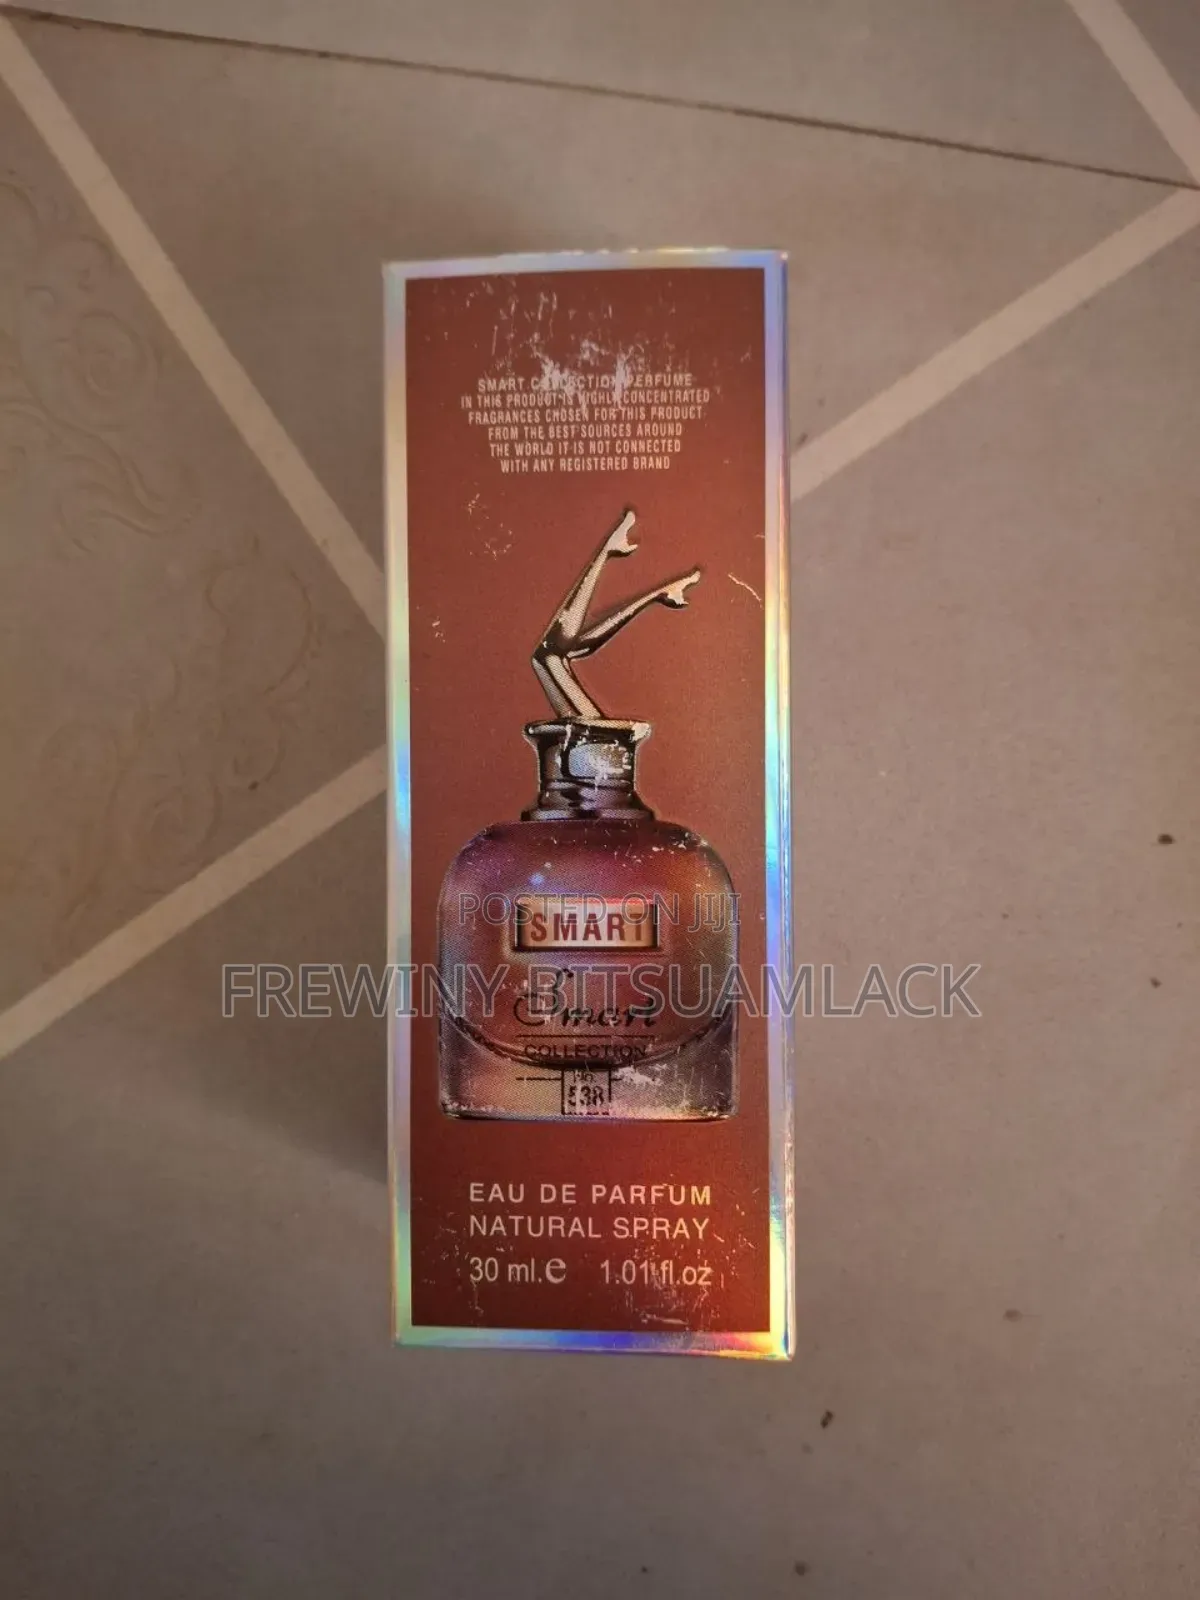 SMART COLLECTION PERFUME
IN THIS PRODUCT IS HIGHLY CONCENTRATED
FRAGRANCES CHOSEN FOR THIS PRODUCT
FROM THE BEST SOURCES AROUND
THE WORLD IT IS NOT CONNECTED
WITH ANY REGISTERED BRAND
POSTED ON JIJI
SMART
FREWINY BITSUAMLACK
Smart
COLLECTION
No.
538
EAU DE PARFUM
NATURAL SPRAY
30 ml.e 1.01 fl.oz